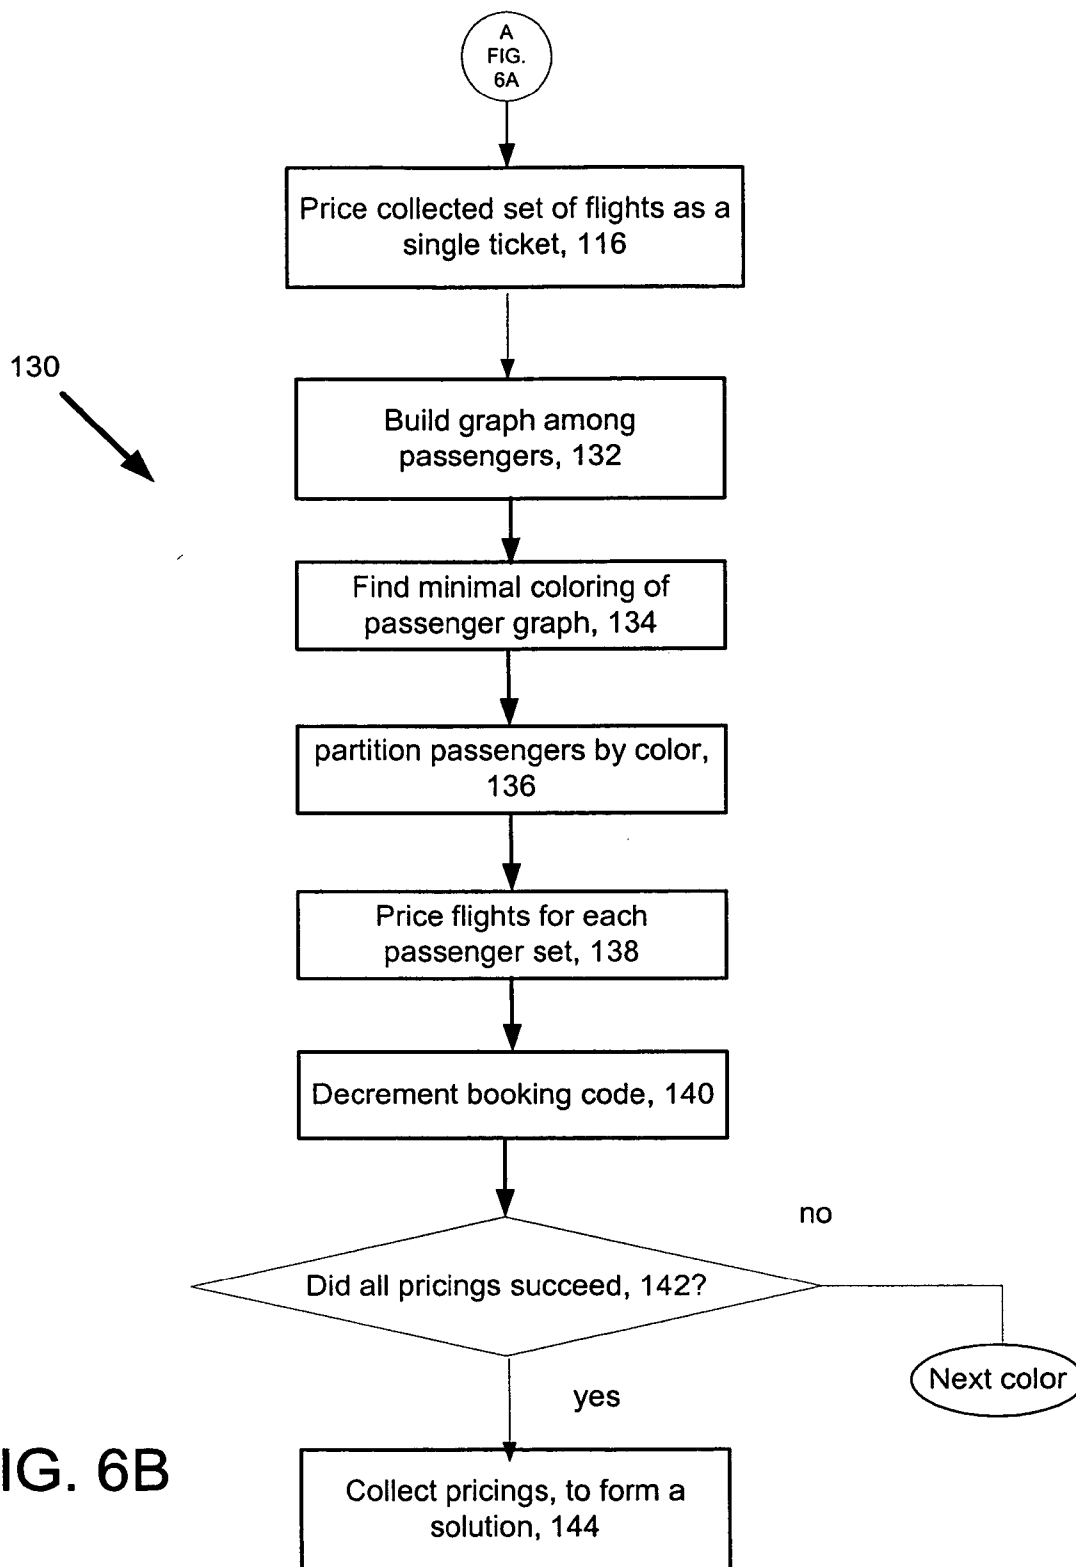 A
FIG.
6A
Price collected set of flights as a
single ticket, 116
130
Build graph among
passengers, 132
Find minimal coloring of
passenger graph, 134
partition passengers by color,
136
Price flights for each
passenger set, 138
Decrement booking code, 140
no
Did all pricings succeed, 142?
Next color
yes
IG. 6B
Collect pricings, to form a
solution, 144